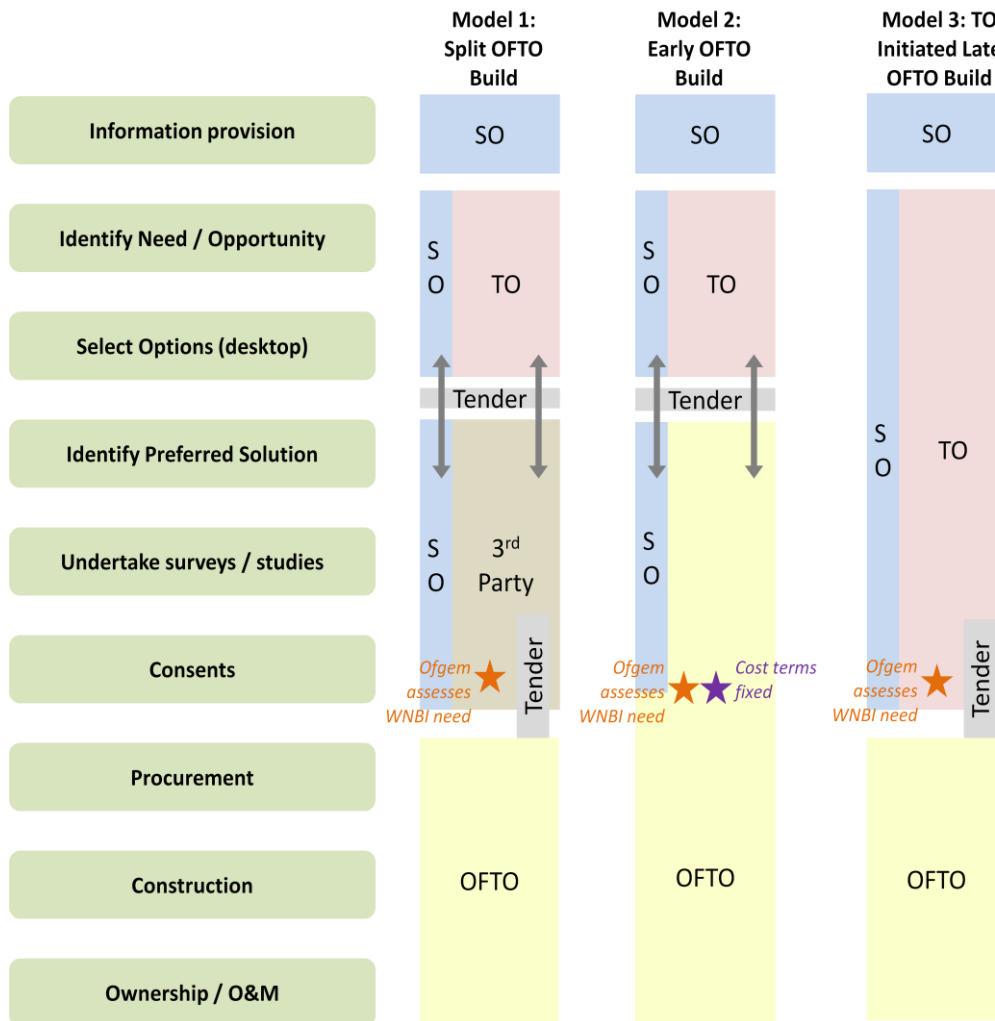 Model 1:
Split OFTO
Build
Model 2:
Early OFTO
Build
Model 3: TO
Initiated Late
OFTO Build
Information provision
SO
SO
SO
Identify Need / Opportunity
S
O
TO
S
O
TO
Select Options (desktop)
Tender
Tender
Identify Preferred Solution
S
O
TO
Undertake surveys / studies
S
O
3rd
Party
S
O
Consents
Ofgem
assesses
WNBI need
Tender
Ofgem
assesses
WNBI need
Cost terms
fixed
Ofgem
assesses
WNBI need
Tender
Procurement
Construction
OFTO
OFTO
OFTO
Ownership / O&M